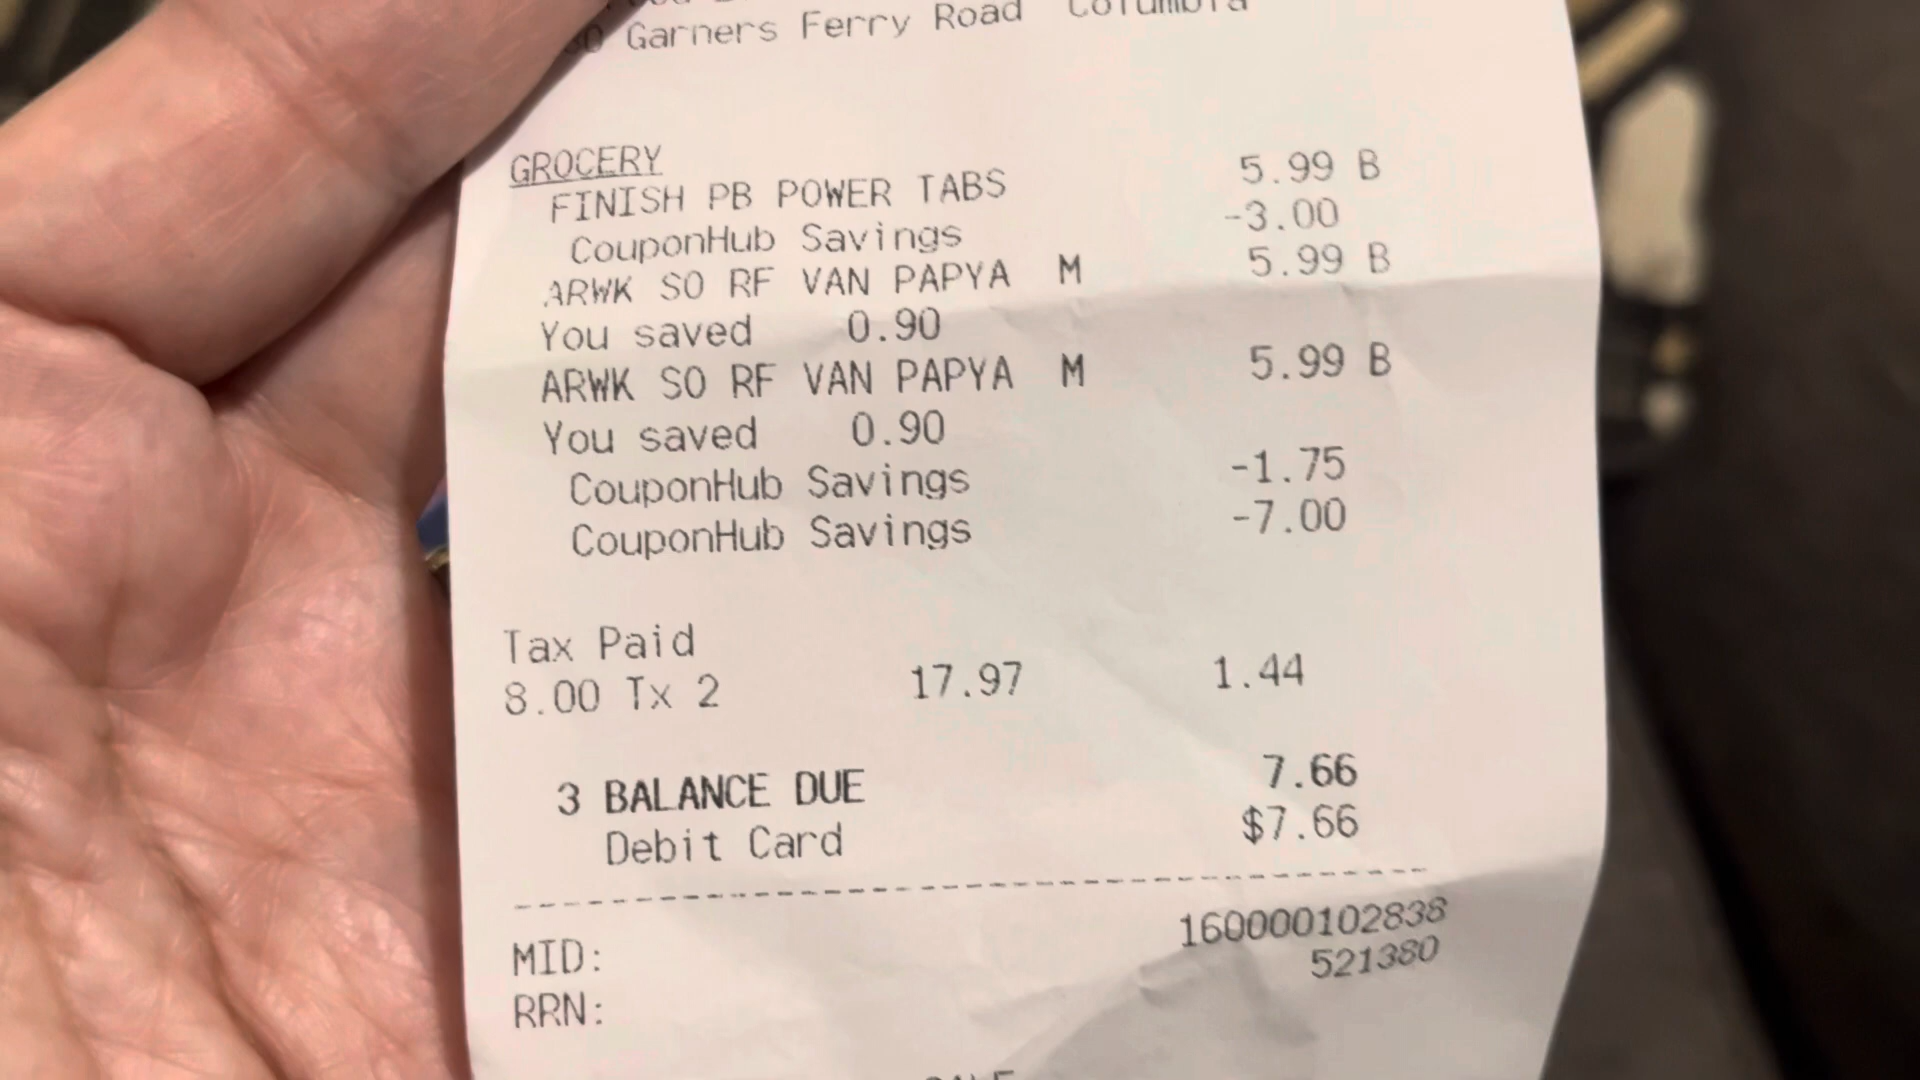 Garners Ferry Road Columbia
GROCERY
FINISH PB POWER TABS 5.99 B
CouponHub Savings -3.00
ARWK SO RF VAN PAPYA M 5.99 B
You saved 0.90
ARWK SO RF VAN PAPYA M 5.99 B
You saved 0.90
CouponHub Savings -1.75
CouponHub Savings -7.00
Tax Paid
8.00 Tx 2 17.97 1.44
3 BALANCE DUE 7.66
Debit Card $7.66
--------------------------------------
MID: 160000102838
RRN: 521380